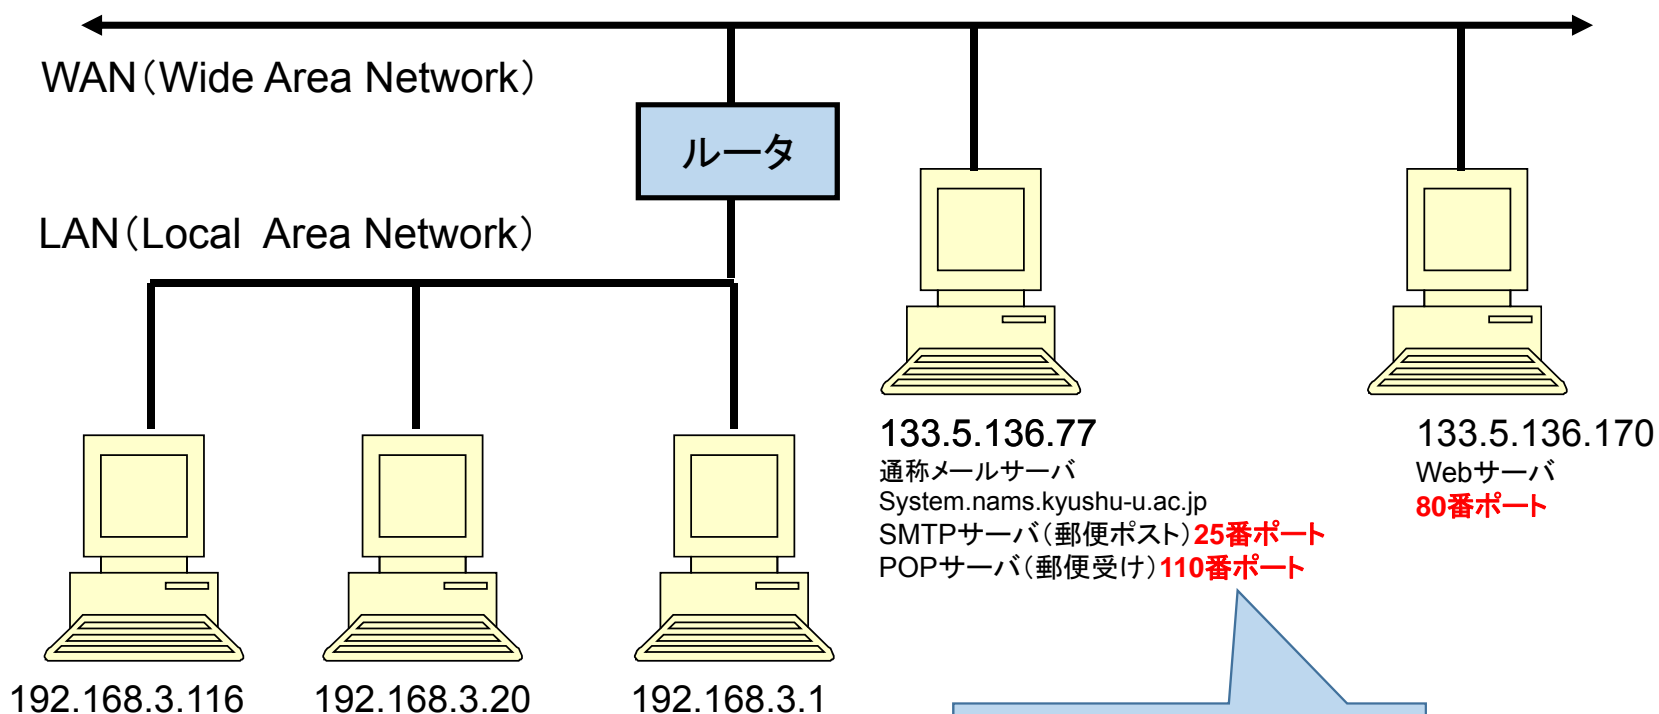 WAN（Wide Area Network）
ルータ
LAN（Local Area Network）
133.5.136.77
通称メールサーバ
System.nams.kyushu-u.ac.jp
SMTPサーバ（郵便ポスト）25番ポート
POPサーバ（郵便受け）110番ポート
133.5.136.170
Webサーバ
80番ポート
192.168.3.116
192.168.3.20
192.168.3.1